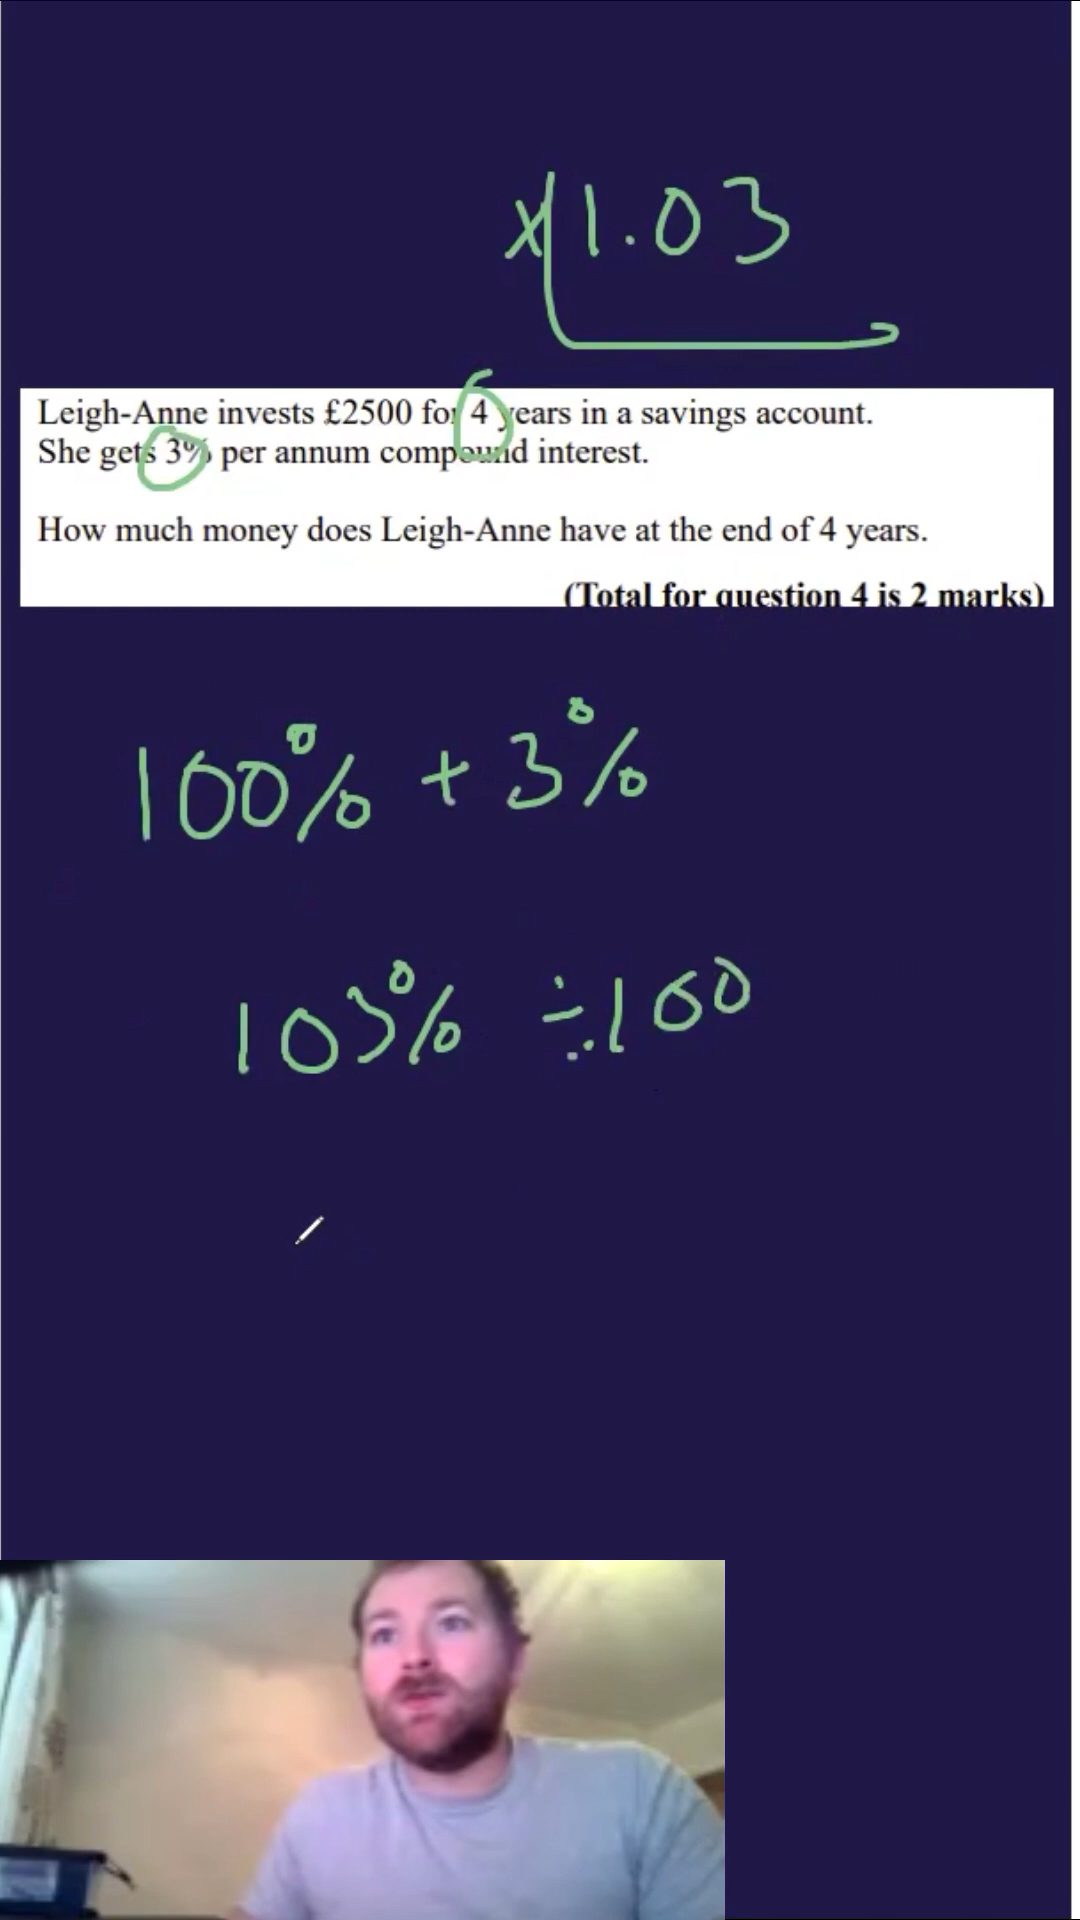 ×1.03
Leigh-Anne invests £2500 for 4 years in a savings account.
She gets 3% per annum compound interest.
How much money does Leigh-Anne have at the end of 4 years.
(Total for question 4 is 2 marks)
100% + 3%
103% ÷100